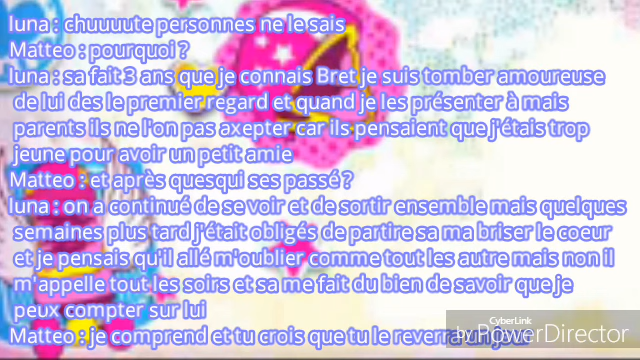 luna : chuuuute personnes ne le sais
Matteo : pourquoi ?
luna : sa fait 3 ans que je connais Bret je suis tomber amoureuse
de lui des le premier regard et quand je les présenter à mais
parents ils ne l'on pas axepter car ils pensaient que j'étais trop
jeune pour avoir un petit amie
Matteo : et après quesqui ses passé ?
luna : on a continué de se voir et de sortir ensemble mais quelques
semaines plus tard j'était obligés de partire sa ma briser le coeur
et je pensais qu'il allé m'oublier comme tout les autre mais non il
m'appelle tout les soirs et sa me fait du bien de savoir que je
peux compter sur lui
Matteo : je comprend et tu crois que tu le reverra un jour
CyberLink
by PowerDirector